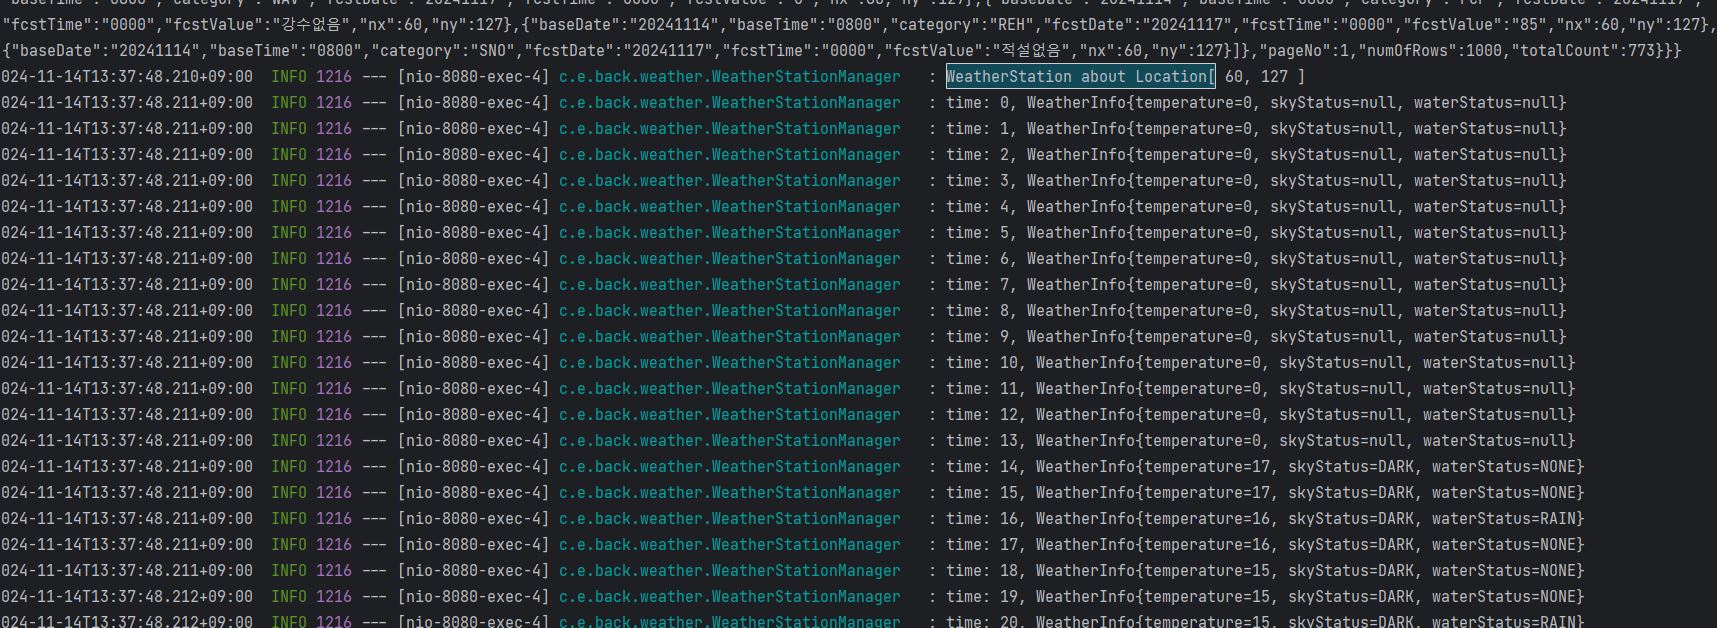 "baseTime":"0800","category":"WAV","fcstDate":"20241117","fcstTime":"0000","fcstValue":"0","nx":60,"ny":127},{"baseDate":"20241114","baseTime":"0800","category":"PCP","fcstDate":"20241117",
"fcstTime":"0000","fcstValue":"강수없음","nx":60,"ny":127},{"baseDate":"20241114","baseTime":"0800","category":"REH","fcstDate":"20241117","fcstTime":"0000","fcstValue":"85","nx":60,"ny":127},
{"baseDate":"20241114","baseTime":"0800","category":"SNO","fcstDate":"20241117","fcstTime":"0000","fcstValue":"적설없음","nx":60,"ny":127}]},"pageNo":1,"numOfRows":1000,"totalCount":773}}}
024-11-14T13:37:48.210+09:00  INFO 1216 --- [nio-8080-exec-4] c.e.back.weather.WeatherStationManager   : WeatherStation about Location[ 60, 127 ]
024-11-14T13:37:48.211+09:00  INFO 1216 --- [nio-8080-exec-4] c.e.back.weather.WeatherStationManager   : time: 0, WeatherInfo{temperature=0, skyStatus=null, waterStatus=null}
024-11-14T13:37:48.211+09:00  INFO 1216 --- [nio-8080-exec-4] c.e.back.weather.WeatherStationManager   : time: 1, WeatherInfo{temperature=0, skyStatus=null, waterStatus=null}
024-11-14T13:37:48.211+09:00  INFO 1216 --- [nio-8080-exec-4] c.e.back.weather.WeatherStationManager   : time: 2, WeatherInfo{temperature=0, skyStatus=null, waterStatus=null}
024-11-14T13:37:48.211+09:00  INFO 1216 --- [nio-8080-exec-4] c.e.back.weather.WeatherStationManager   : time: 3, WeatherInfo{temperature=0, skyStatus=null, waterStatus=null}
024-11-14T13:37:48.211+09:00  INFO 1216 --- [nio-8080-exec-4] c.e.back.weather.WeatherStationManager   : time: 4, WeatherInfo{temperature=0, skyStatus=null, waterStatus=null}
024-11-14T13:37:48.211+09:00  INFO 1216 --- [nio-8080-exec-4] c.e.back.weather.WeatherStationManager   : time: 5, WeatherInfo{temperature=0, skyStatus=null, waterStatus=null}
024-11-14T13:37:48.211+09:00  INFO 1216 --- [nio-8080-exec-4] c.e.back.weather.WeatherStationManager   : time: 6, WeatherInfo{temperature=0, skyStatus=null, waterStatus=null}
024-11-14T13:37:48.211+09:00  INFO 1216 --- [nio-8080-exec-4] c.e.back.weather.WeatherStationManager   : time: 7, WeatherInfo{temperature=0, skyStatus=null, waterStatus=null}
024-11-14T13:37:48.211+09:00  INFO 1216 --- [nio-8080-exec-4] c.e.back.weather.WeatherStationManager   : time: 8, WeatherInfo{temperature=0, skyStatus=null, waterStatus=null}
024-11-14T13:37:48.211+09:00  INFO 1216 --- [nio-8080-exec-4] c.e.back.weather.WeatherStationManager   : time: 9, WeatherInfo{temperature=0, skyStatus=null, waterStatus=null}
024-11-14T13:37:48.211+09:00  INFO 1216 --- [nio-8080-exec-4] c.e.back.weather.WeatherStationManager   : time: 10, WeatherInfo{temperature=0, skyStatus=null, waterStatus=null}
024-11-14T13:37:48.211+09:00  INFO 1216 --- [nio-8080-exec-4] c.e.back.weather.WeatherStationManager   : time: 11, WeatherInfo{temperature=0, skyStatus=null, waterStatus=null}
024-11-14T13:37:48.211+09:00  INFO 1216 --- [nio-8080-exec-4] c.e.back.weather.WeatherStationManager   : time: 12, WeatherInfo{temperature=0, skyStatus=null, waterStatus=null}
024-11-14T13:37:48.211+09:00  INFO 1216 --- [nio-8080-exec-4] c.e.back.weather.WeatherStationManager   : time: 13, WeatherInfo{temperature=0, skyStatus=null, waterStatus=null}
024-11-14T13:37:48.211+09:00  INFO 1216 --- [nio-8080-exec-4] c.e.back.weather.WeatherStationManager   : time: 14, WeatherInfo{temperature=17, skyStatus=DARK, waterStatus=NONE}
024-11-14T13:37:48.211+09:00  INFO 1216 --- [nio-8080-exec-4] c.e.back.weather.WeatherStationManager   : time: 15, WeatherInfo{temperature=17, skyStatus=DARK, waterStatus=NONE}
024-11-14T13:37:48.211+09:00  INFO 1216 --- [nio-8080-exec-4] c.e.back.weather.WeatherStationManager   : time: 16, WeatherInfo{temperature=16, skyStatus=DARK, waterStatus=RAIN}
024-11-14T13:37:48.211+09:00  INFO 1216 --- [nio-8080-exec-4] c.e.back.weather.WeatherStationManager   : time: 17, WeatherInfo{temperature=16, skyStatus=DARK, waterStatus=NONE}
024-11-14T13:37:48.211+09:00  INFO 1216 --- [nio-8080-exec-4] c.e.back.weather.WeatherStationManager   : time: 18, WeatherInfo{temperature=15, skyStatus=DARK, waterStatus=NONE}
024-11-14T13:37:48.212+09:00  INFO 1216 --- [nio-8080-exec-4] c.e.back.weather.WeatherStationManager   : time: 19, WeatherInfo{temperature=15, skyStatus=DARK, waterStatus=NONE}
024-11-14T13:37:48.212+09:00  INFO 1216 --- [nio-8080-exec-4] c.e.back.weather.WeatherStationManager   : time: 20, WeatherInfo{temperature=15, skyStatus=DARK, waterStatus=RAIN}